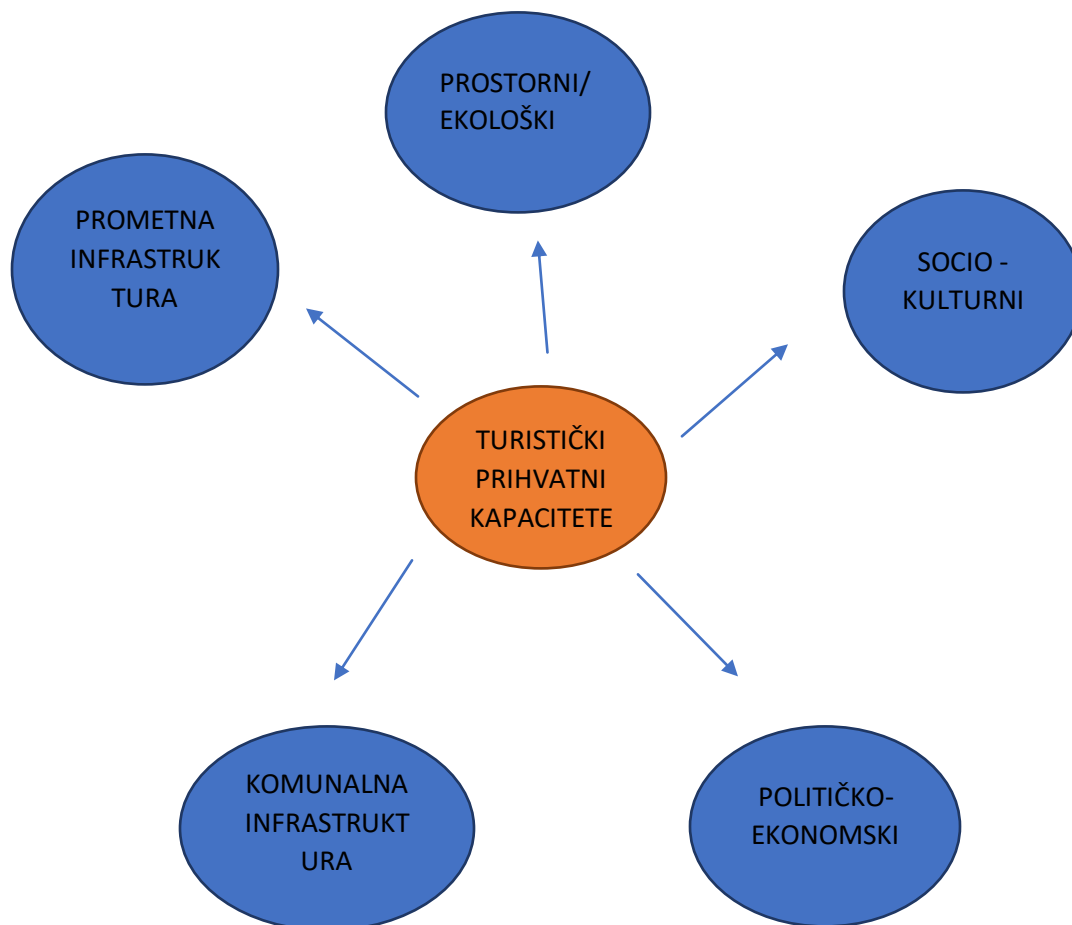 PROSTORNI/
EKOLOŠKI
PROMETNA
INFRASTRUK
TURA
SOCIO -
KULTURNI
TURISTIČKI
PRIHVATNI
KAPACITETE
KOMUNALNA
INFRASTRUKT
URA
POLITIČKO-
EKONOMSKI